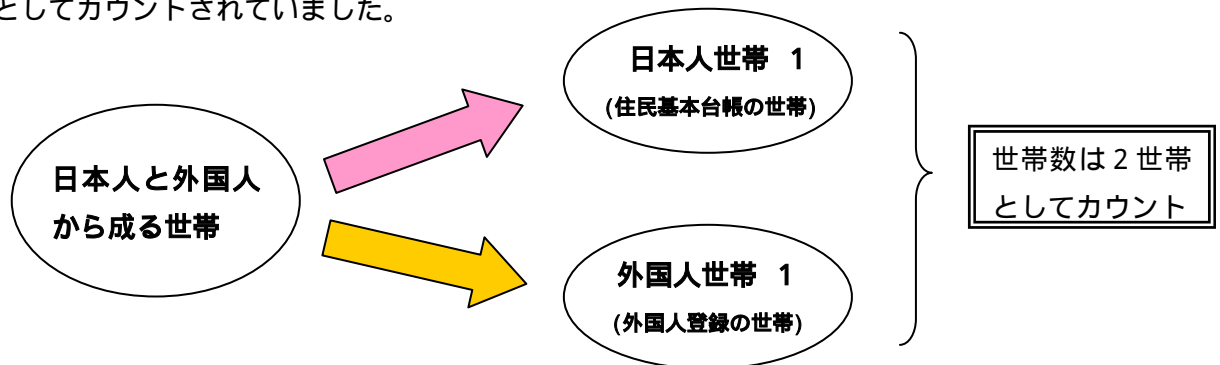 としてカウントされていました。
日本人世帯 1
(住民基本台帳の世帯)
日本人と外国人
から成る世帯
世帯数は2世帯
としてカウント
外国人世帯 1
(外国人登録の世帯)